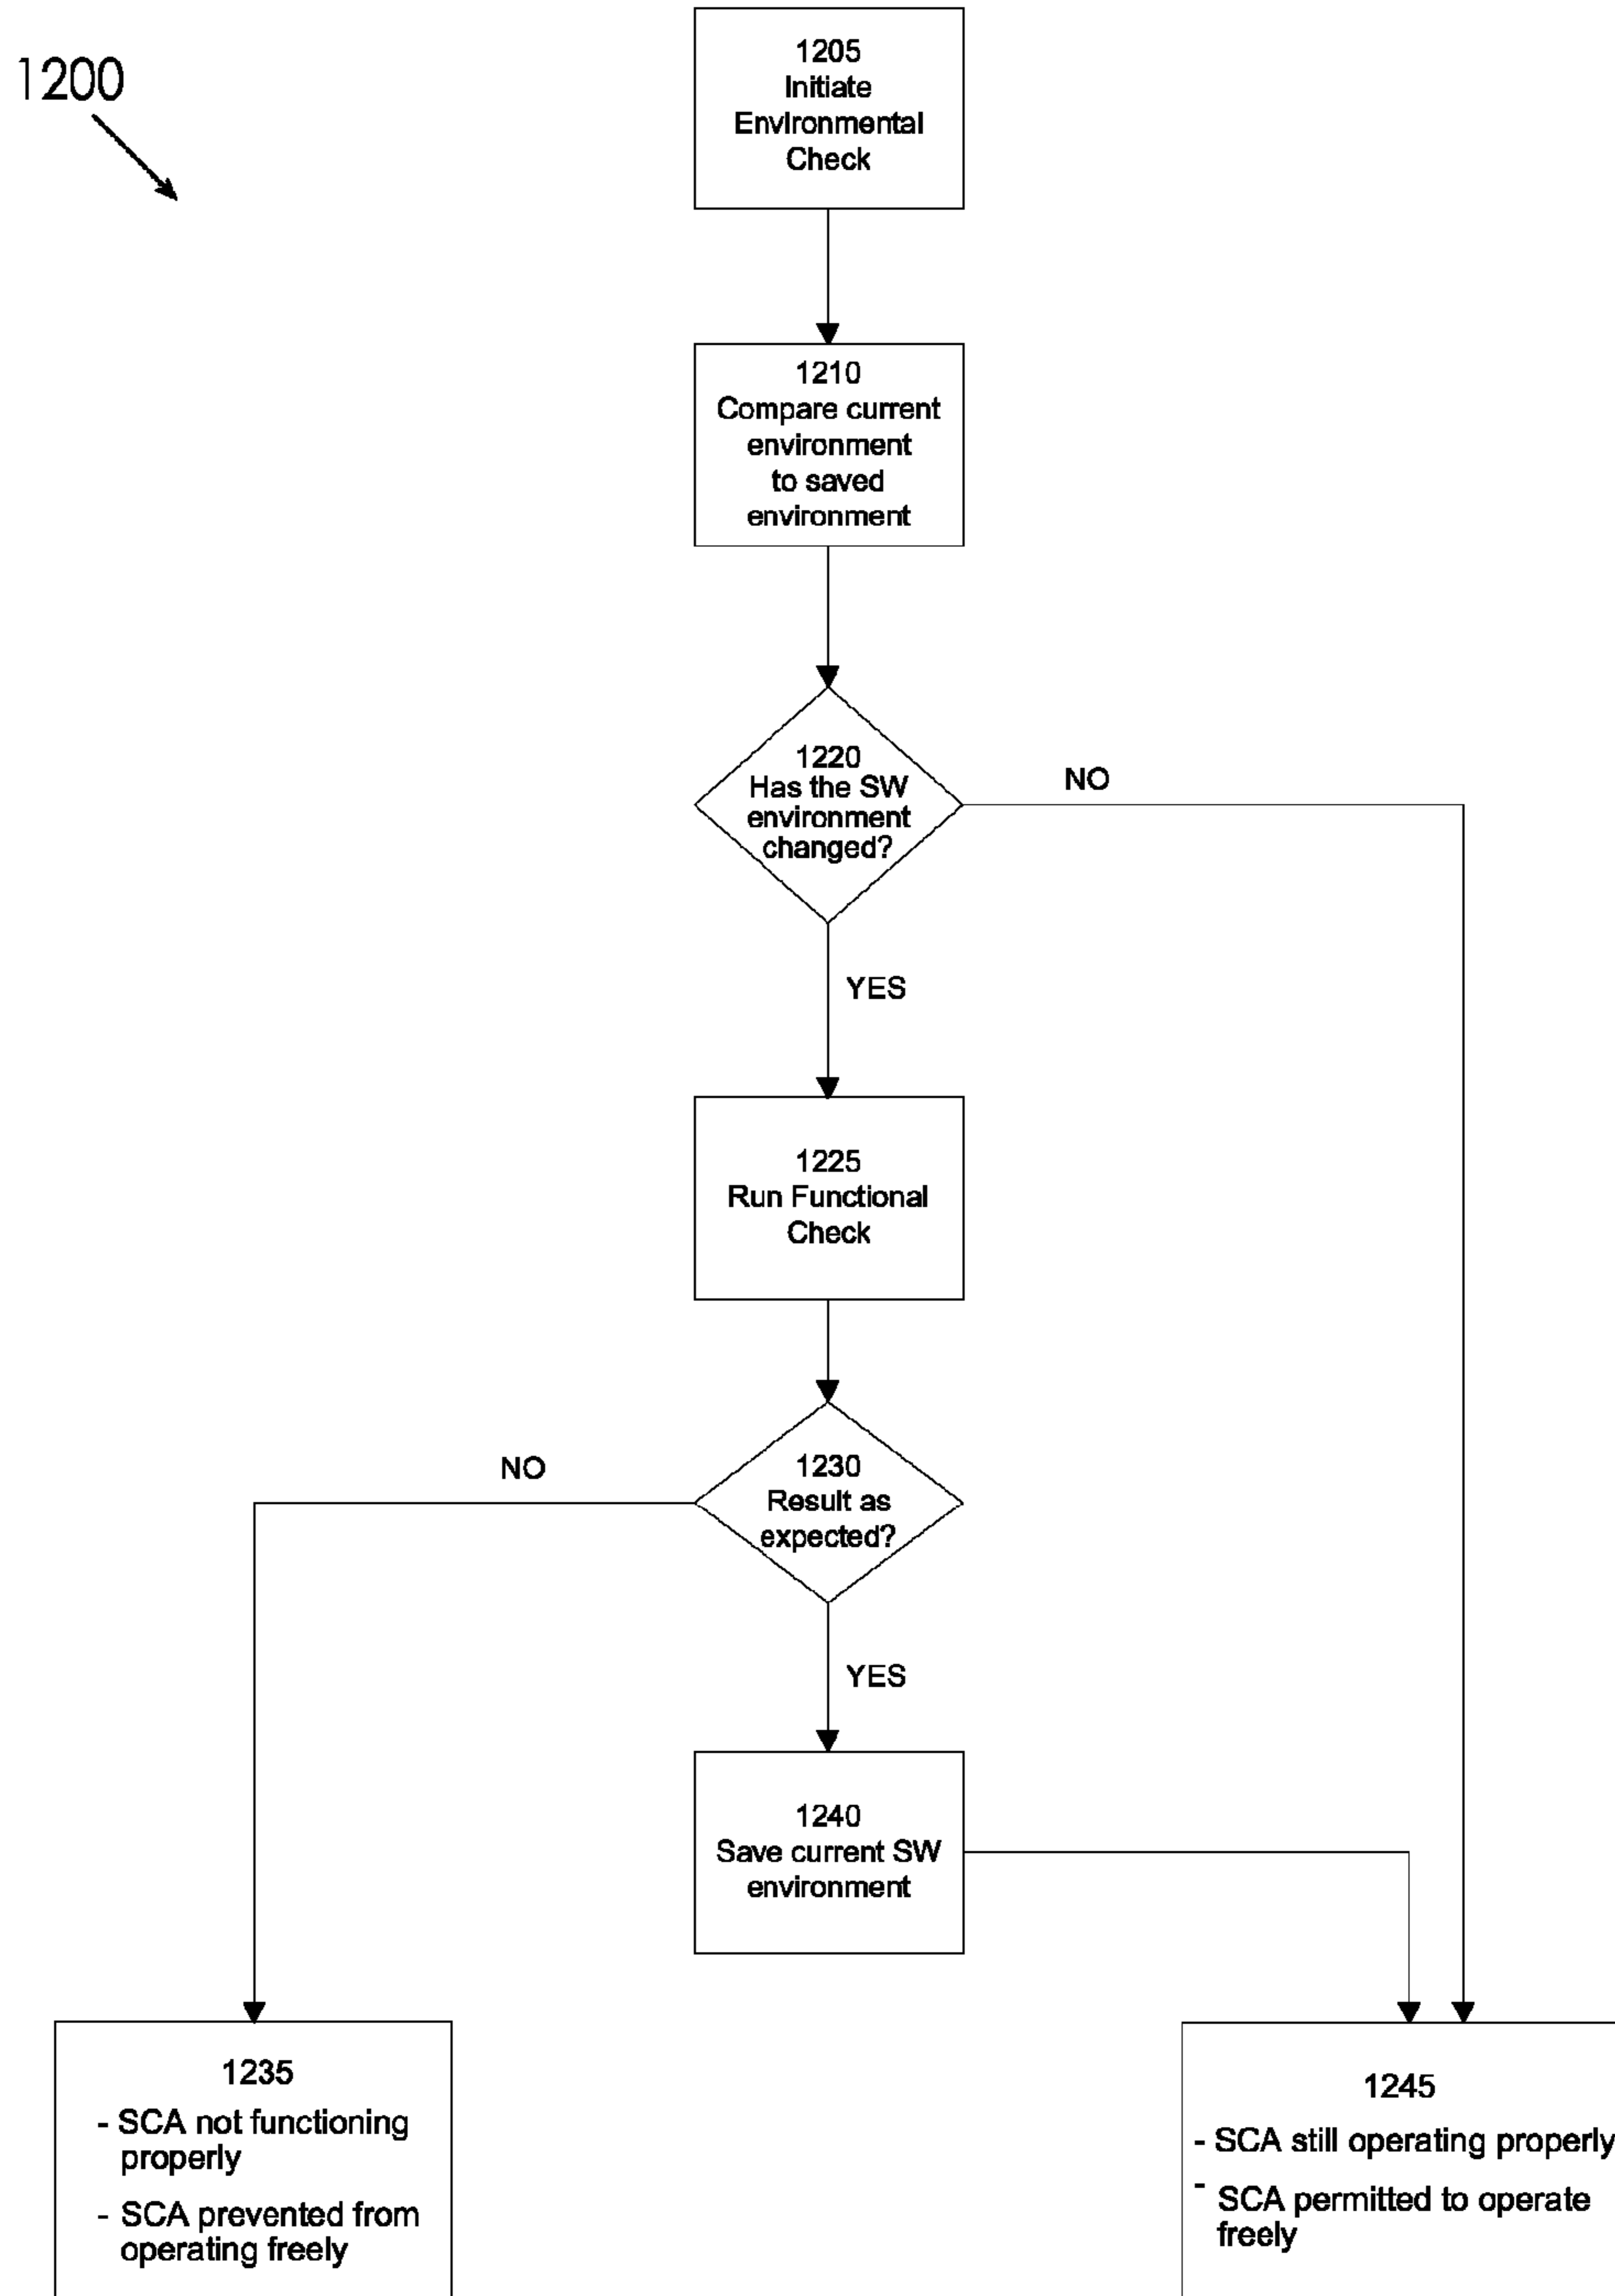 1200
1205
Initiate
Environmental
Check
1210
Compare current
environment
to saved
environment
1220
Has the SW
environment
changed?
NO
YES
1225
Run Functional
Check
1230
Result as
expected?
NO
YES
1240
Save current SW
environment
1235
- SCA not functioning
properly
- SCA prevented from
operating freely
1245
- SCA still operating properly
- SCA permitted to operate
freely